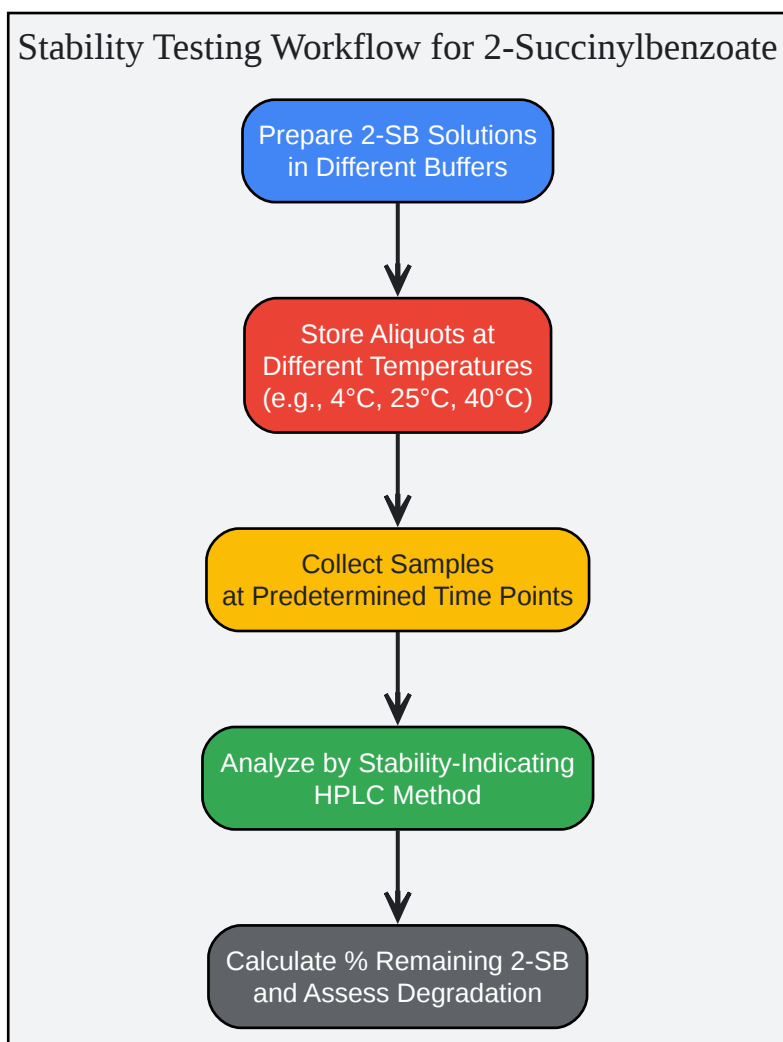 Stability Testing Workflow for 2-Succinylbenzoate
Prepare 2-SB Solutions
in Different Buffers
Store Aliquots at
Different Temperatures
(e.g., 4°C, 25°C, 40°C)
Collect Samples
at Predetermined Time Points
Analyze by Stability-Indicating
HPLC Method
Calculate % Remaining 2-SB
and Assess Degradation